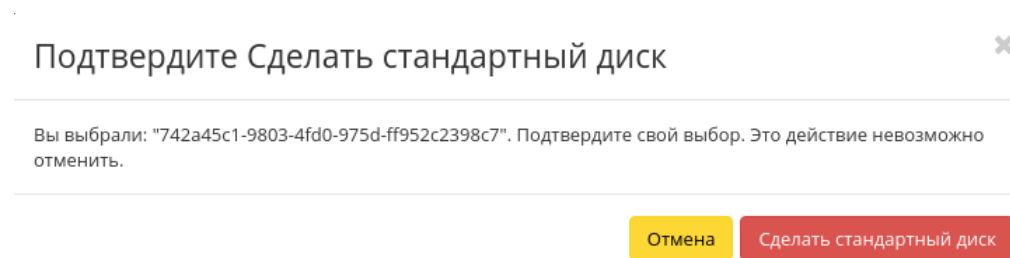 Подтвердите Сделать стандартный диск
Вы выбрали: "742a45c1-9803-4fd0-975d-ff952c2398c7". Подтвердите свой выбор. Это действие невозможно
отменить.
Отмена
Сделать стандартный диск